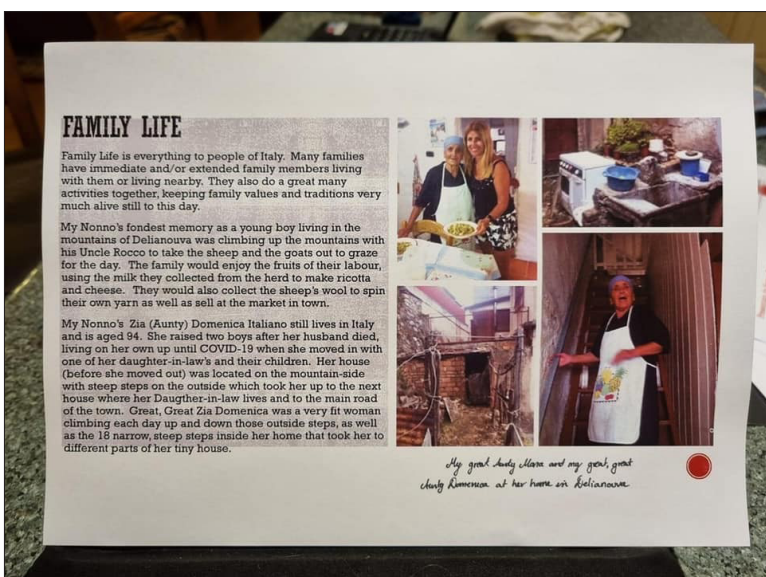 FAMILY LIFE
Family Life is everything to people of Italy. Many families
have immediate and/or extended family members living
with them or living nearby. They also do a great many
activities together, keeping family values and traditions very
much alive still to this day.
My Nonno's fondest memory as a young boy living in the
mountains of Delianova was climbing up the mountains with
his Uncle Rocco to take the sheep and the goats out to graze
for the day. The family would enjoy the fruits of their labour,
using the milk they collected from the herd to make ricotta
and cheese. They would also collect the sheep's wool to spin
their own yarn as well as sell at the market in town.
My Nonno's Zia (Aunty) Domenica Italiano still lives in Italy
and is aged 94. She raised two boys after her husband died,
living on her own up until COVID-19 when she moved in with
one of her daughter-in-law's and their children. Her house
(before she moved out) was located on the mountain-side
with steep steps on the outside which took her up to the next
house where her Daugther-in-law lives and to the main road
of the town. Great, Great Zia Domenica was a very fit woman
climbing each day up and down those outside steps, as well
as the 18 narrow, steep steps inside her home that took her to
different parts of her tiny house.
My great Aunty and my great, great
Aunty Domenica at her home in Delianova